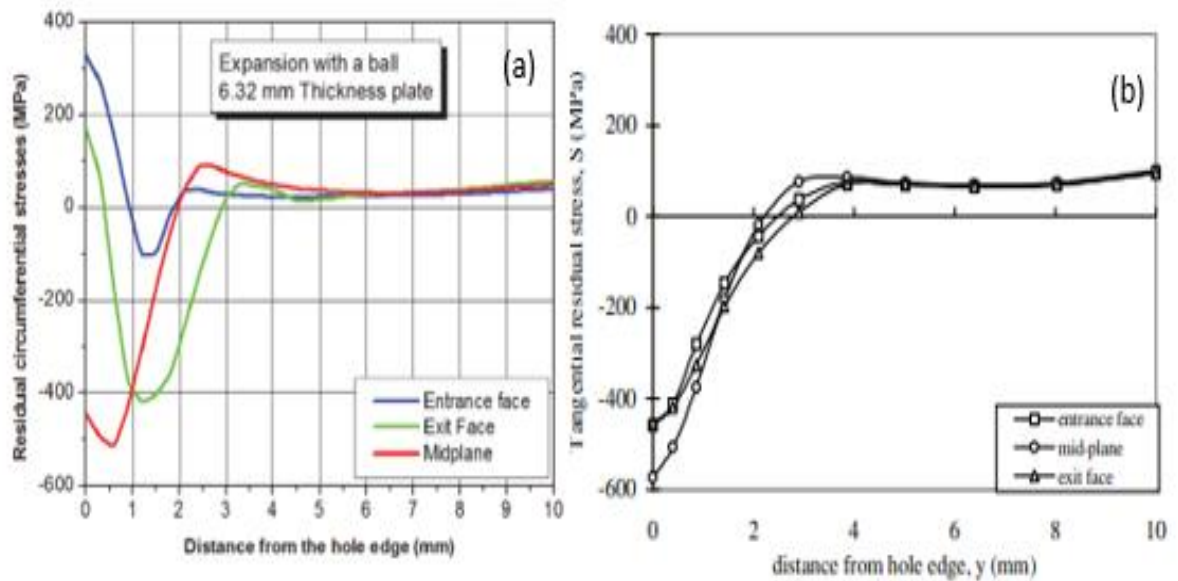 400
200
0
-200
-400
-600
Residual circumferential stresses (MPa)
Expansion with a ball
6.32 mm Thickness plate
(a)
Entrance face
Exit Face
Midplane
0 1 2 3 4 5 6 7 8 9 10
Distance from the hole edge (mm)
400
200
0
-200
-400
-600
Tangential residual stress, S (MPa)
(b)
entrance face
mid-plane
exit face
0 2 4 6 8 10
distance from hole edge, y (mm)